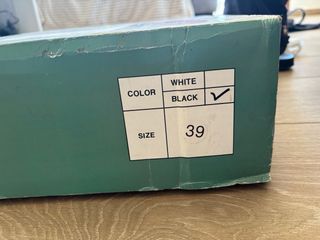 COLOR WHITE
BLACK ✓
SIZE 39